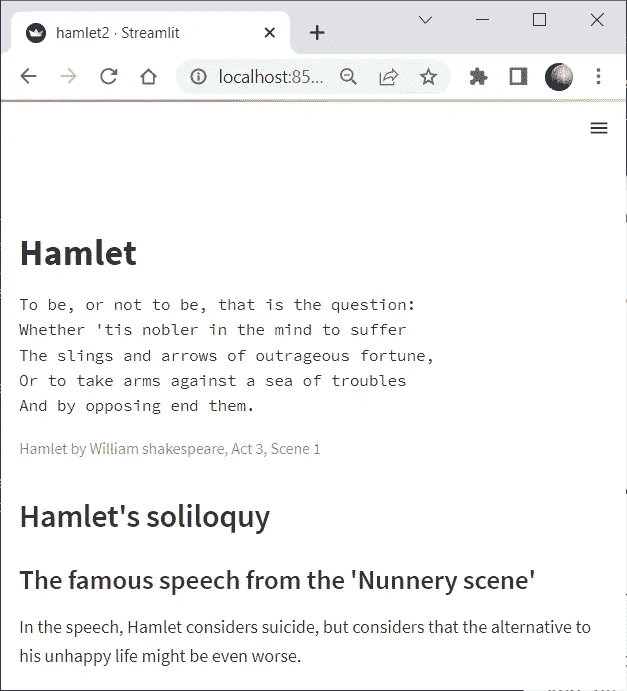 hamlet2 · Streamlit
localhost:85...
Hamlet
To be, or not to be, that is the question:
Whether 'tis nobler in the mind to suffer
The slings and arrows of outrageous fortune,
Or to take arms against a sea of troubles
And by opposing end them.
Hamlet by William shakespeare, Act 3, Scene 1
Hamlet's soliloquy
The famous speech from the 'Nunnery scene'
In the speech, Hamlet considers suicide, but considers that the alternative to
his unhappy life might be even worse.